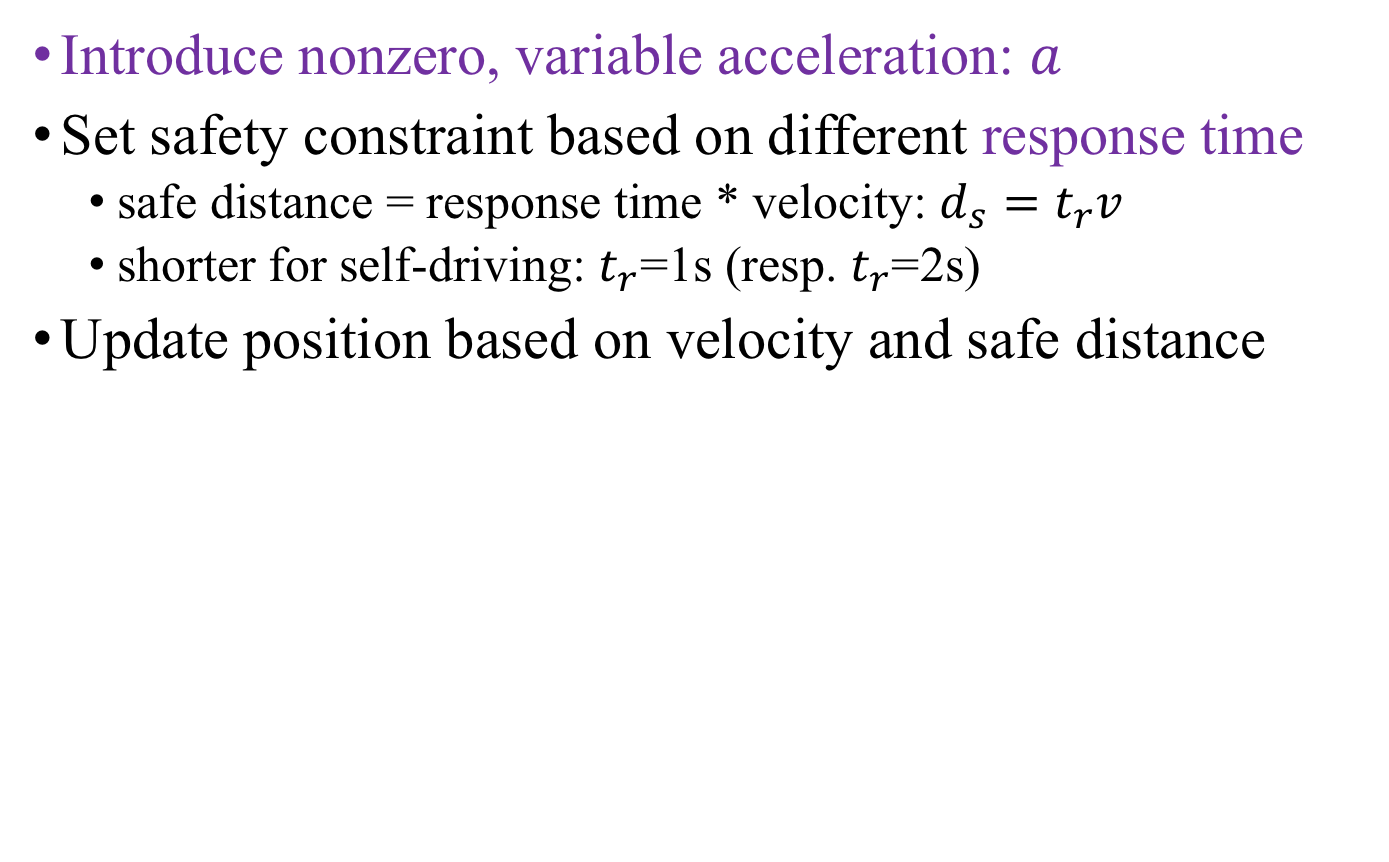 • Introduce nonzero, variable acceleration: 𝑎
• Set safety constraint based on different response time
• safe distance = response time * velocity: 𝑑ₛ = 𝑡ᵣ𝑣
• shorter for self-driving: 𝑡ᵣ=1s (resp. 𝑡ᵣ=2s)
• Update position based on velocity and safe distance